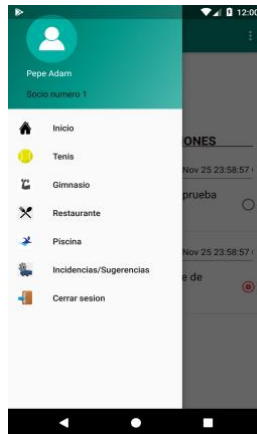 12:00
Pepe Adam
Socio numero 1
Inicio
ONES
Tenis
Nov 25 23:58:57
Gimnasio
prueba
Restaurante
Piscina
Nov 25 23:58:57
Incidencias/Sugerencias
e de
Cerrar sesion